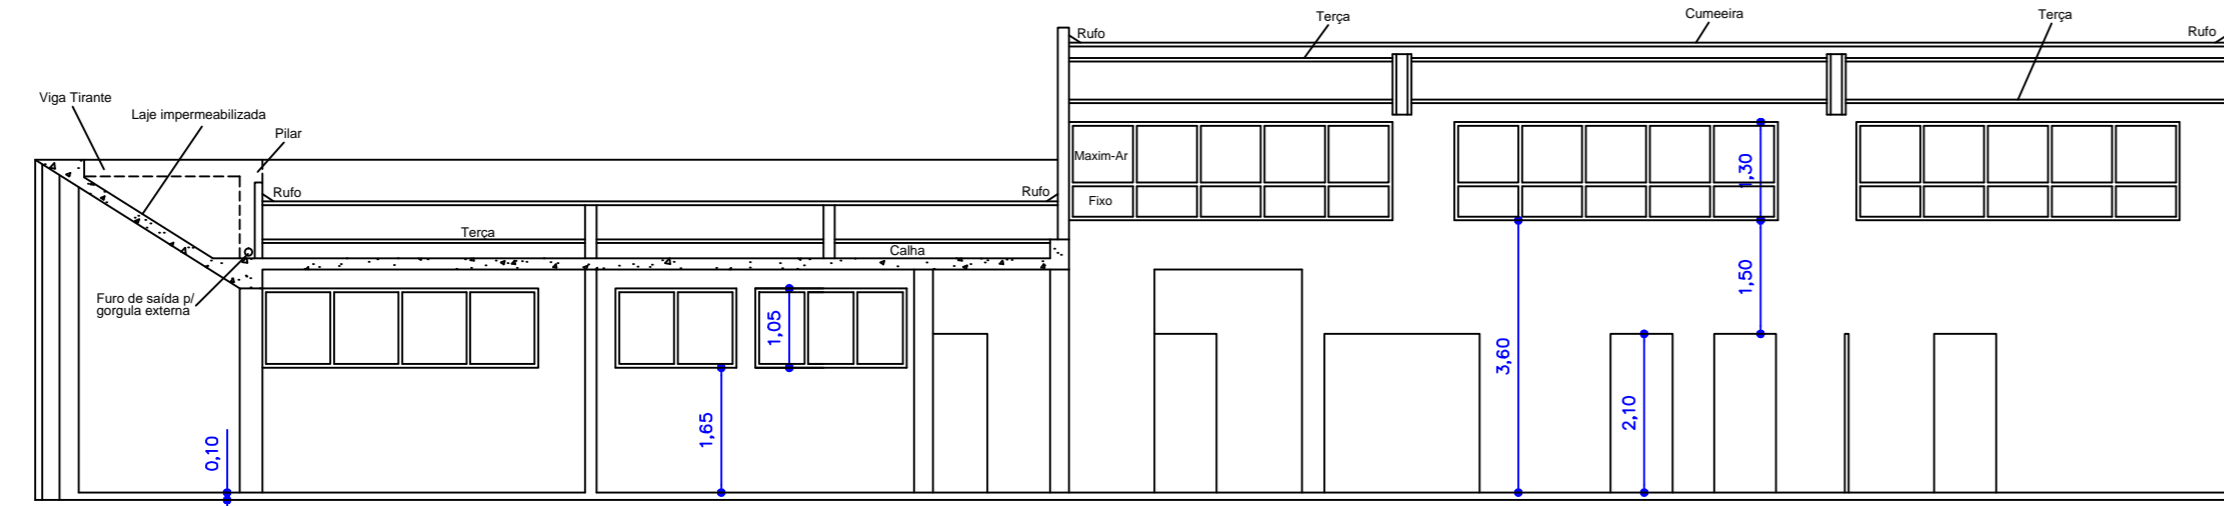 Terça
Cumeeira
Terça
Rufo
Rufo
Viga Tirante
Laje impermeabilizada
Pilar
Maxim-Ar
1,30
Rufo
Rufo
Fixo
Terça
Calha
1,50
Furo de saída p/
gorgula externa
1,05
3,60
2,10
1,65
0,10